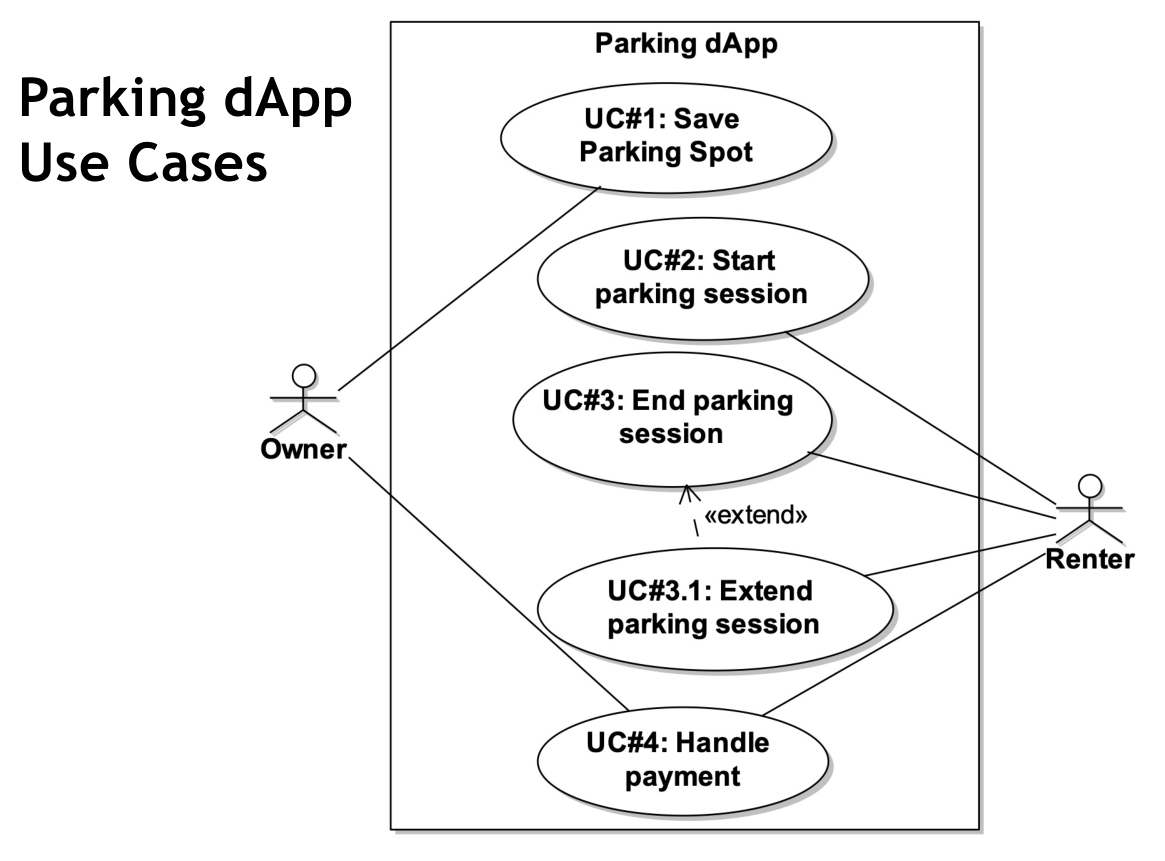 Parking dApp
Use Cases
Parking dApp
UC#1: Save
Parking Spot
UC#2: Start
parking session
UC#3: End parking
session
Owner
«extend»
Renter
UC#3.1: Extend
parking session
UC#4: Handle
payment